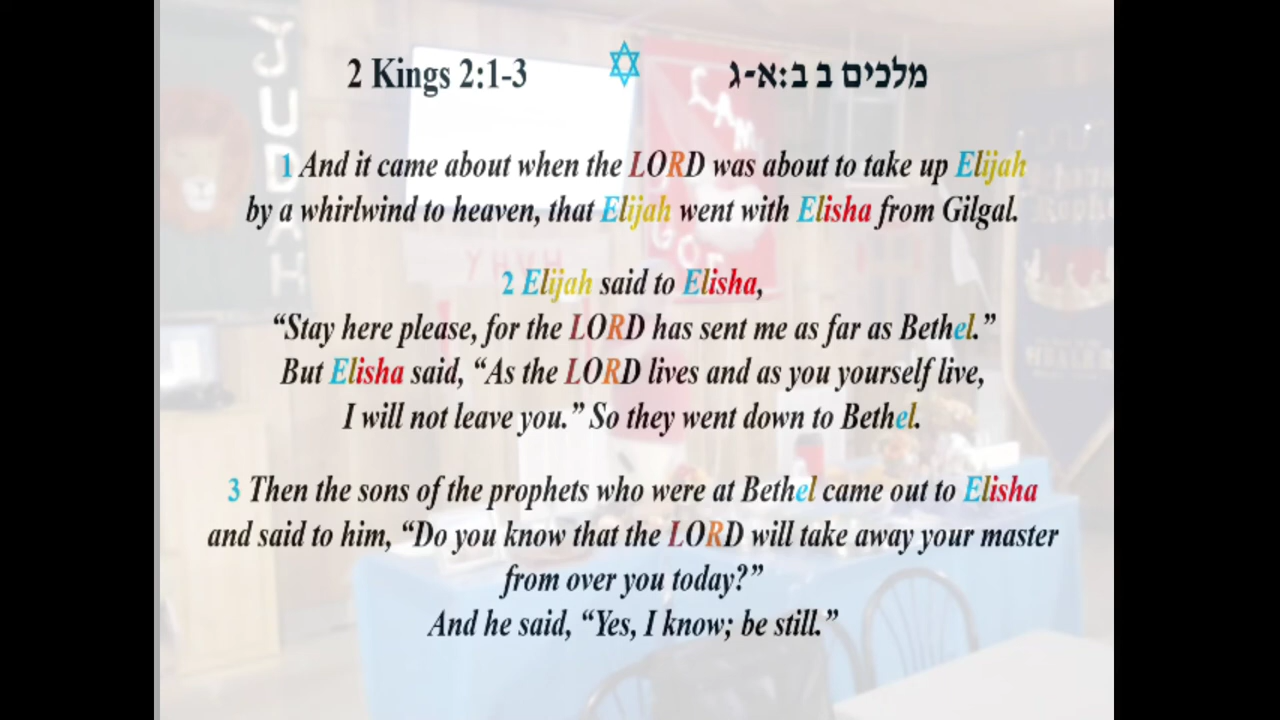 2 Kings 2:1-3 ✡ מלכים ב ב:א-ג
1 And it came about when the LORD was about to take up Elijah
by a whirlwind to heaven, that Elijah went with Elisha from Gilgal.
2 Elijah said to Elisha,
“Stay here please, for the LORD has sent me as far as Bethel.”
But Elisha said, “As the LORD lives and as you yourself live,
I will not leave you.” So they went down to Bethel.
3 Then the sons of the prophets who were at Bethel came out to Elisha
and said to him, “Do you know that the LORD will take away your master
from over you today?”
And he said, “Yes, I know; be still.”
JUDAH
LAMB
GOD
YHVH